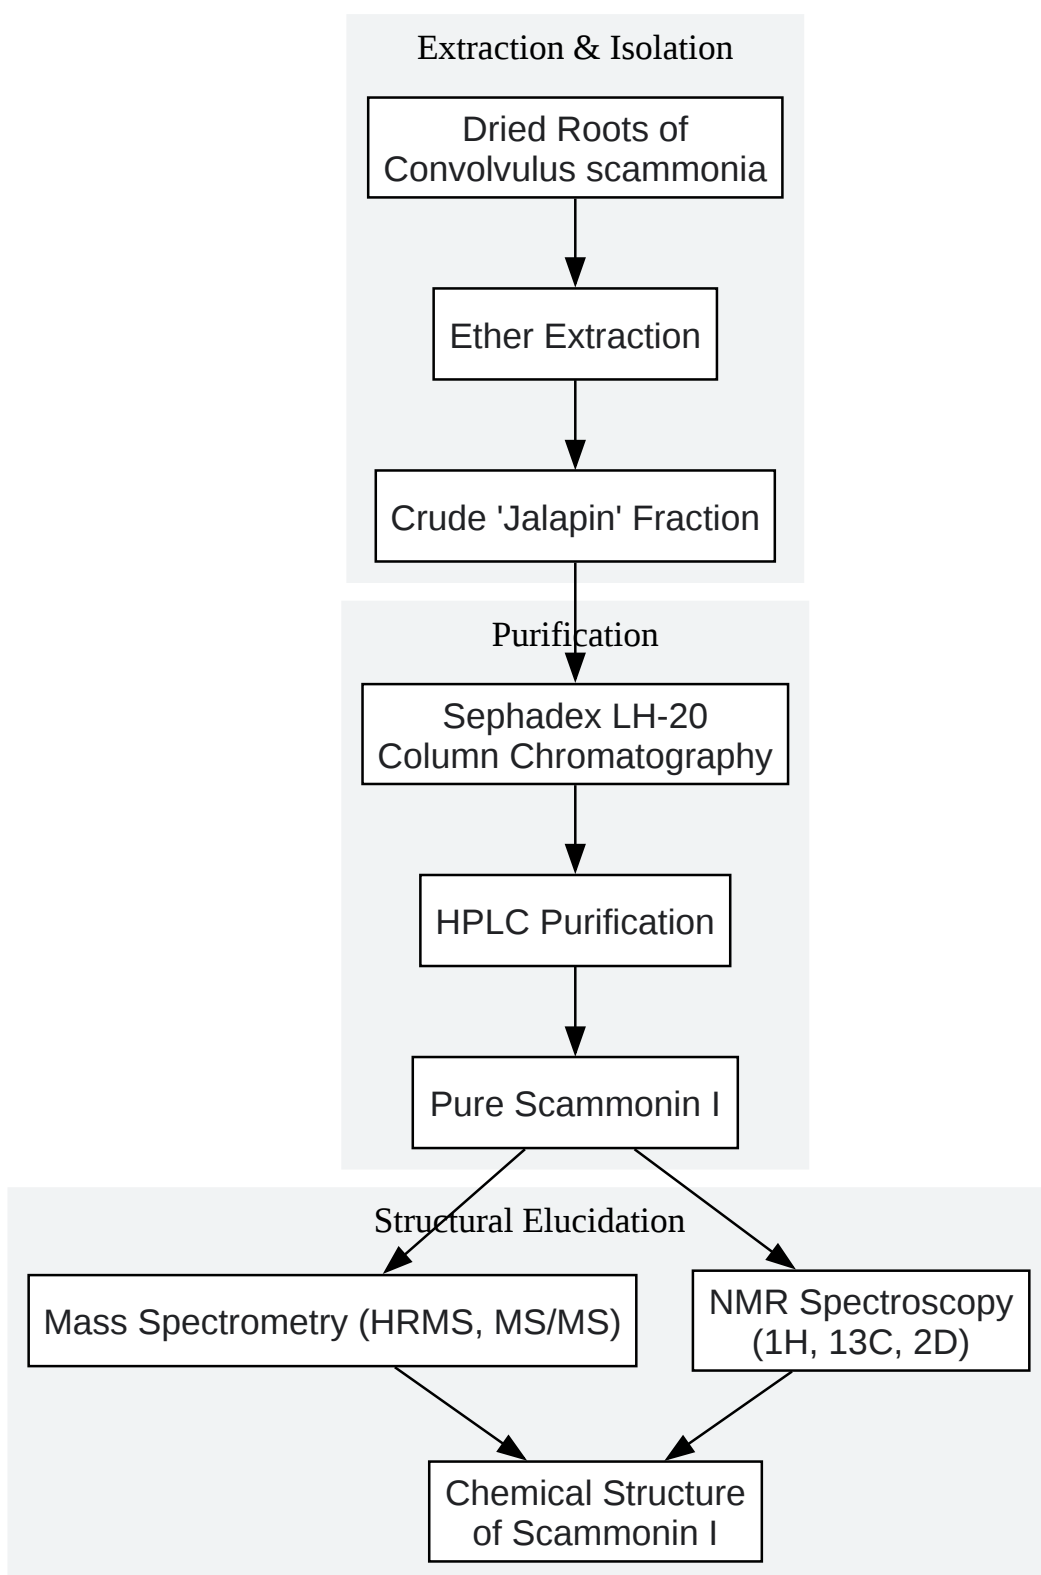 Extraction & Isolation
Dried Roots of
Convolvulus scammonia
Ether Extraction
Crude 'Jalapin' Fraction
Purification
Sephadex LH-20
Column Chromatography
HPLC Purification
Pure Scammonin I
Structural Elucidation
Mass Spectrometry (HRMS, MS/MS)
NMR Spectroscopy
(1H, 13C, 2D)
Chemical Structure
of Scammonin I